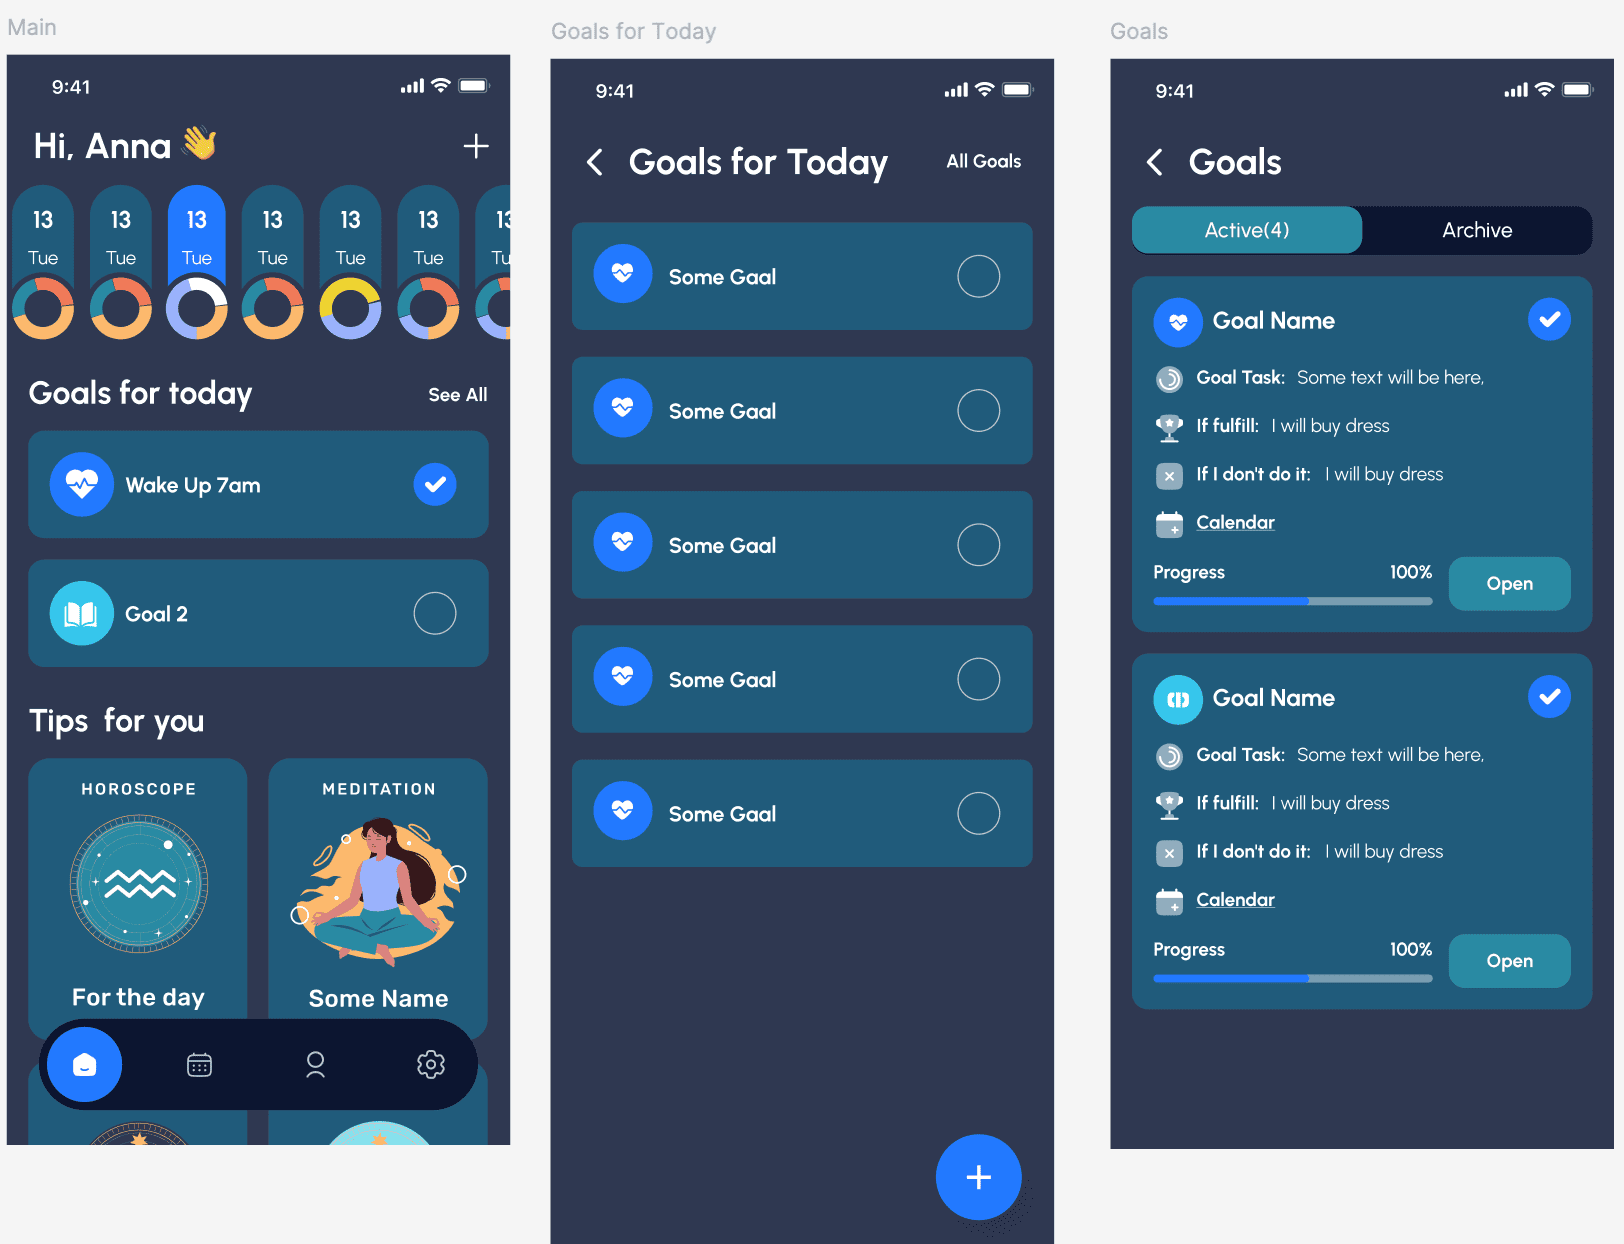 Main
9:41
Hi, Anna
13 13 13 13 13 13 13
Tue Tue Tue Tue Tue Tue Tu
Goals for today See All
Wake Up 7am
Goal 2
Tips for you
HOROSCOPE
For the day
MEDITATION
Some Name
Goals for Today
9:41
Goals for Today All Goals
Some Gaal
Some Gaal
Some Gaal
Some Gaal
Some Gaal
Goals
9:41
Goals
Active(4) Archive
Goal Name
Goal Task: Some text will be here,
If fulfill: I will buy dress
If I don't do it: I will buy dress
Calendar
Progress 100% Open
Goal Name
Goal Task: Some text will be here,
If fulfill: I will buy dress
If I don't do it: I will buy dress
Calendar
Progress 100% Open